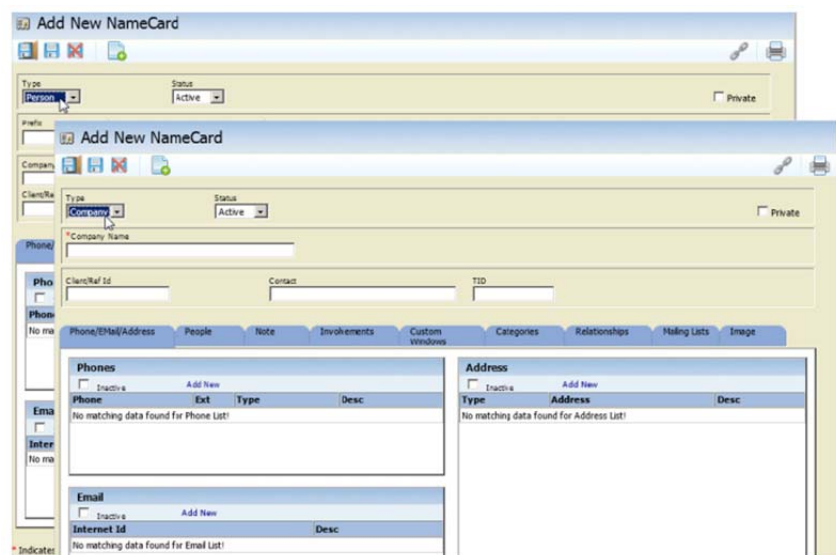 Add New NameCard
Type Status
Person Active Private
Prefix
Company
Client/Re
Phone/
Pho
Phon
No ma
Ema
Inter
No ma
* Indicates
Add New NameCard
Type Status
Company Active Private
*Company Name
Client/Ref Id Contact TID
Phone/EMail/Address People Note Involvements Custom Windows Categories Relationships Mailing Lists Image
Phones
Inactive Add New
Phone Ext Type Desc
No matching data found for Phone List!
Email
Inactive Add New
Internet Id Desc
No matching data found for Email List!
Address
Inactive Add New
Type Address Desc
No matching data found for Address List!